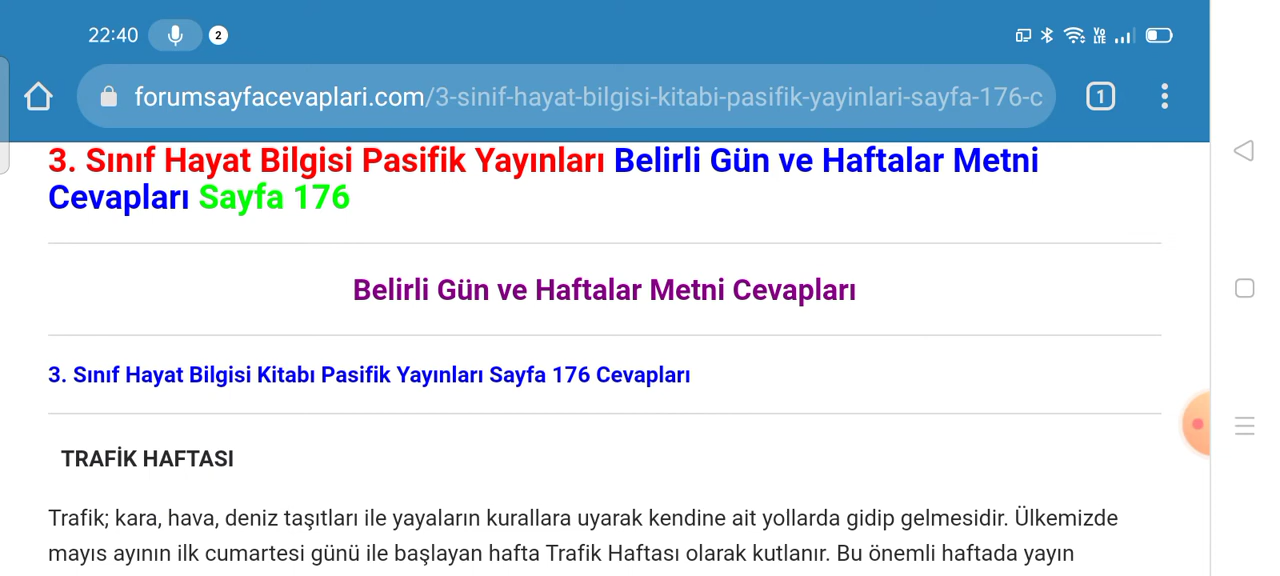 22:40 2 VO LTE
forumsayfacevaplari.com/3-sinif-hayat-bilgisi-kitabi-pasifik-yayinlari-sayfa-176-c 1
3. Sınıf Hayat Bilgisi Pasifik Yayınları Belirli Gün ve Haftalar Metni
Cevapları Sayfa 176
Belirli Gün ve Haftalar Metni Cevapları
3. Sınıf Hayat Bilgisi Kitabı Pasifik Yayınları Sayfa 176 Cevapları
TRAFİK HAFTASI
Trafik; kara, hava, deniz taşıtları ile yayaların kurallara uyarak kendine ait yollarda gidip gelmesidir. Ülkemizde
mayıs ayının ilk cumartesi günü ile başlayan hafta Trafik Haftası olarak kutlanır. Bu önemli haftada yayın